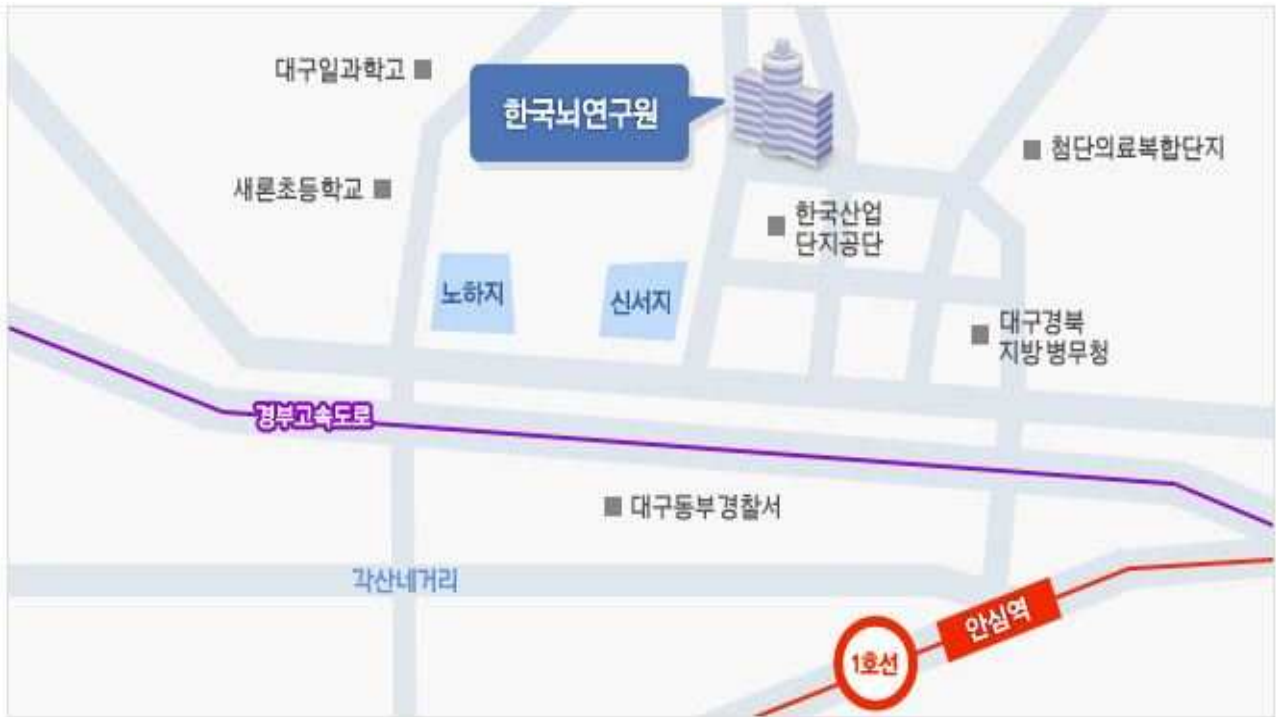 대구일과학고
한국뇌연구원
첨단의료복합단지
새론초등학교
한국산업
단지공단
노하지
신서지
대구경북
지방병무청
경부고속도로
대구동부경찰서
각산네거리
안심역
1호선